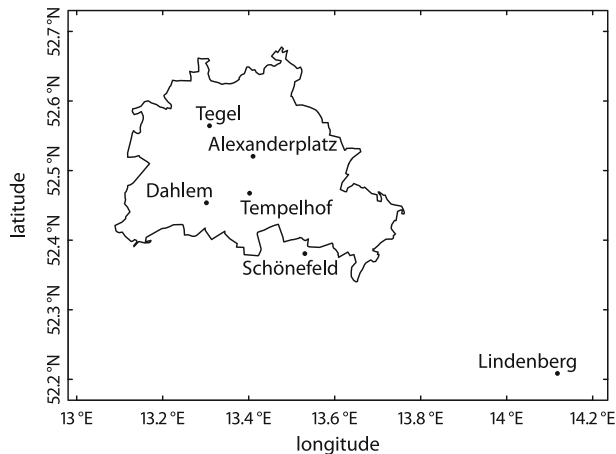 52.7 °N
52.6 °N
52.5 °N
52.4 °N
52.3 °N
52.2 °N
latitude
Tegel
Alexanderplatz
Dahlem
Tempelhof
Schönefeld
Lindenberg
13 °E 13.2 °E 13.4 °E 13.6 °E 13.8 °E 14 °E 14.2 °E
longitude